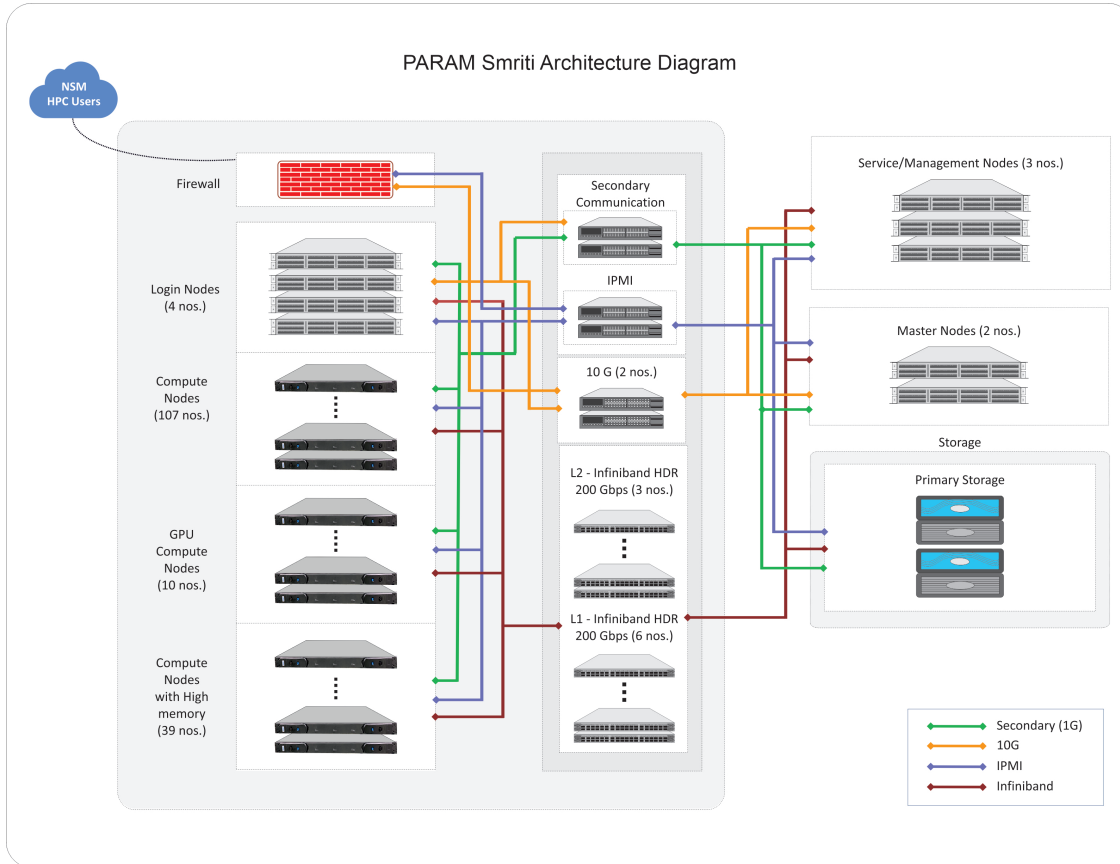 PARAM Smriti Architecture Diagram
NSM
HPC Users
Firewall
Login Nodes
(4 nos.)
Compute
Nodes
(107 nos.)
GPU
Compute
Nodes
(10 nos.)
Compute
Nodes
with High
memory
(39 nos.)
Secondary
Communication
IPMI
10 G (2 nos.)
L2 - Infiniband HDR
200 Gbps (3 nos.)
L1 - Infiniband HDR
200 Gbps (6 nos.)
Service/Management Nodes (3 nos.)
Master Nodes (2 nos.)
Storage
Primary Storage
Secondary (1G)
10G
IPMI
Infiniband